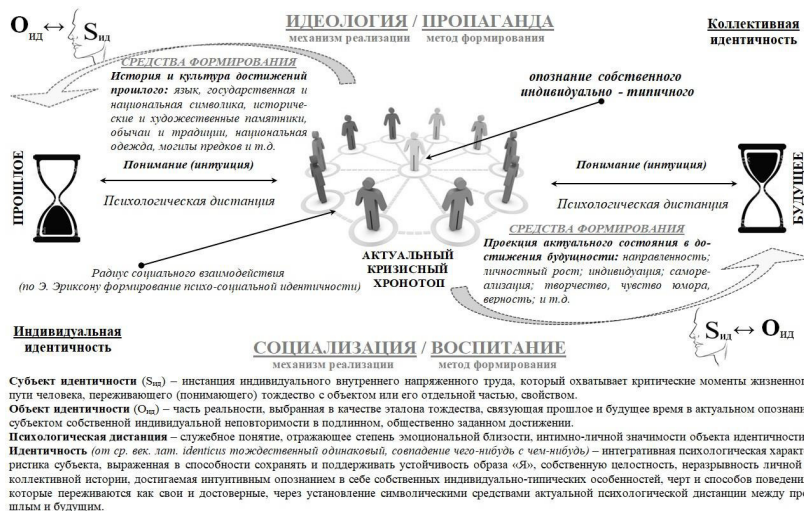 Oид ↔ Sид
ИДЕОЛОГИЯ / ПРОПАГАНДА
механизм реализации метод формирования
Коллективная
идентичность
СРЕДСТВА ФОРМИРОВАНИЯ
История и культура достижений
прошлого: язык, государственная и
национальная символика, историче-
ские и художественные памятники,
обычаи и традиции, национальная
одежда, могилы предков и т.д.
опознание собственного
индивидуально - типичного
ПРОШЛОЕ
Понимание (интуиция)
Психологическая дистанция
Понимание (интуиция)
Психологическая дистанция
БУДУЩЕЕ
СРЕДСТВА ФОРМИРОВАНИЯ
Проекция актуального состояния в до-
стижения будущности: направленность;
личностный рост; индивидуация; саморе-
ализация; творчество, чувство юмора,
верность; и т.д.
АКТУАЛЬНЫЙ
КРИЗИСНЫЙ
ХРОНОТОП
Радиус социального взаимодействия
(по Э. Эриксону формирование психо-социальной идентичности)
Индивидуальная
идентичность
СОЦИАЛИЗАЦИЯ / ВОСПИТАНИЕ
механизм реализации метод формирования
Sид ↔ Oид
Субъект идентичности (Sид) – инстанция индивидуального внутреннего напряженного труда, который охватывает критические моменты жизненног
пути человека, переживающего (понимающего) тождество с объектом или его отдельной частью, свойством.
Объект идентичности (Oид) – часть реальности, выбранная в качестве эталона тождества, связующая прошлое и будущее время в актуальном опознани
субъектом собственной индивидуальной неповторимости в подлинном, общественно заданном достижении.
Психологическая дистанция – служебное понятие, отражающее степень эмоциональной близости, интимно-личной значимости объекта идентичности
Идентичность (от ср. век. лат. identicus тождественный одинаковый, совпадение чего-нибудь с чем-нибудь) – интегративная психологическая характ
ристика субъекта, выраженная в способности сохранять и поддерживать устойчивость образа «Я», собственную целостность, неразрывность личной
коллективной истории, достигаемая интуитивным опознанием в себе собственных индивидуально-типических особенностей, черт и способов поведени
которые переживаются как свои и достоверные, через установление символическими средствами актуальной психологической дистанции между про
шлым и будущим.